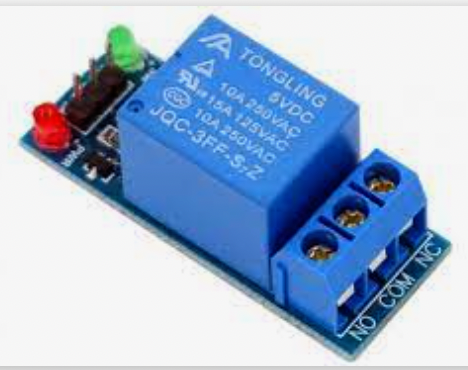 TONGLING
5VDC
10A 250VAC
15A 125VAC
10A 250VAC
JQC-3FF-S-Z
NO COM NC